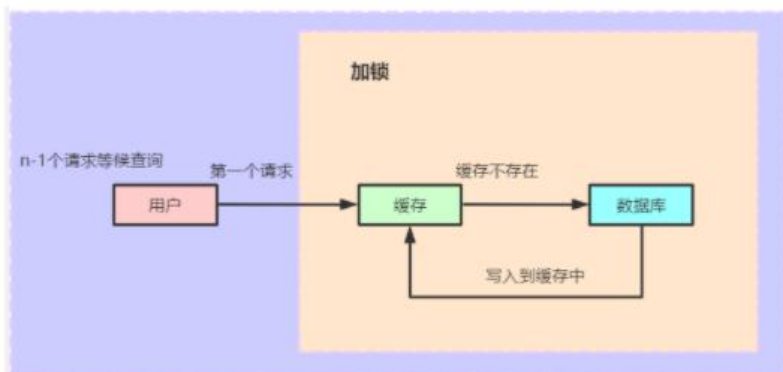 加锁
n-1个请求等候查询
第一个请求
缓存不存在
用户
缓存
数据库
写入到缓存中